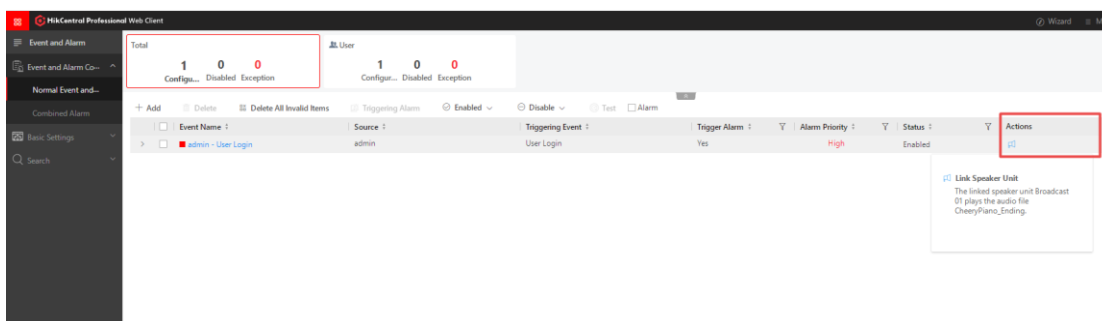 HikCentral Professional Web Client
Wizard
Event and Alarm
Event and Alarm Co...
Normal Event and...
Combined Alarm
Basic Settings
Search
Total
1 0 0
Configu... Disabled Exception
User
1 0 0
Configur... Disabled Exception
Add Delete Delete All Invalid Items Triggering Alarm Enabled Disable Test Alarm
Event Name Source Triggering Event Trigger Alarm Alarm Priority Status Actions
admin - User Login admin User Login Yes High Enabled
Link Speaker Unit
The linked speaker unit Broadcast
01 plays the audio file
CheeryPiano_Ending.